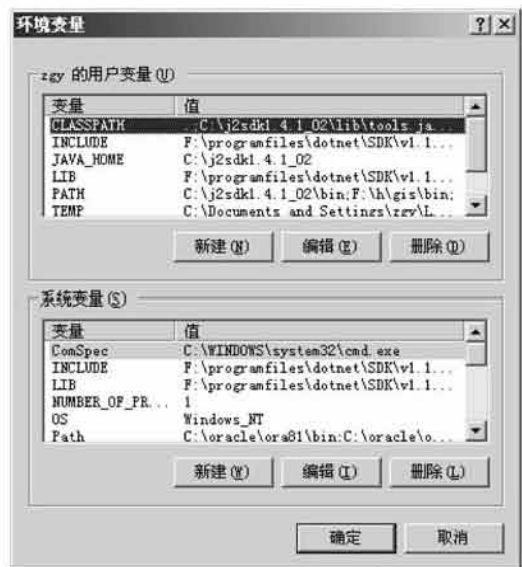 环境变量
zgy 的用户变量(U)
变量 值
CLASSPATH .;C:\j2sdk1.4.1_02\lib\tools.ja...
INCLUDE F:\programfiles\dotnet\SDK\v1.1...
JAVA_HOME C:\j2sdk1.4.1_02
LIB F:\programfiles\dotnet\SDK\v1.1...
PATH C:\j2sdk1.4.1_02\bin;F:\h\gis\bin;
TEMP C:\Documents and Settings\zgy\L...
新建(N) 编辑(E) 删除(D)
系统变量(S)
变量 值
ComSpec C:\WINDOWS\system32\cmd.exe
INCLUDE F:\programfiles\dotnet\SDK\v1.1...
LIB F:\programfiles\dotnet\SDK\v1.1...
NUMBER_OF_PR... 1
OS Windows_NT
Path C:\oracle\ora81\bin;C:\oracle\o...
新建(W) 编辑(I) 删除(L)
确定 取消